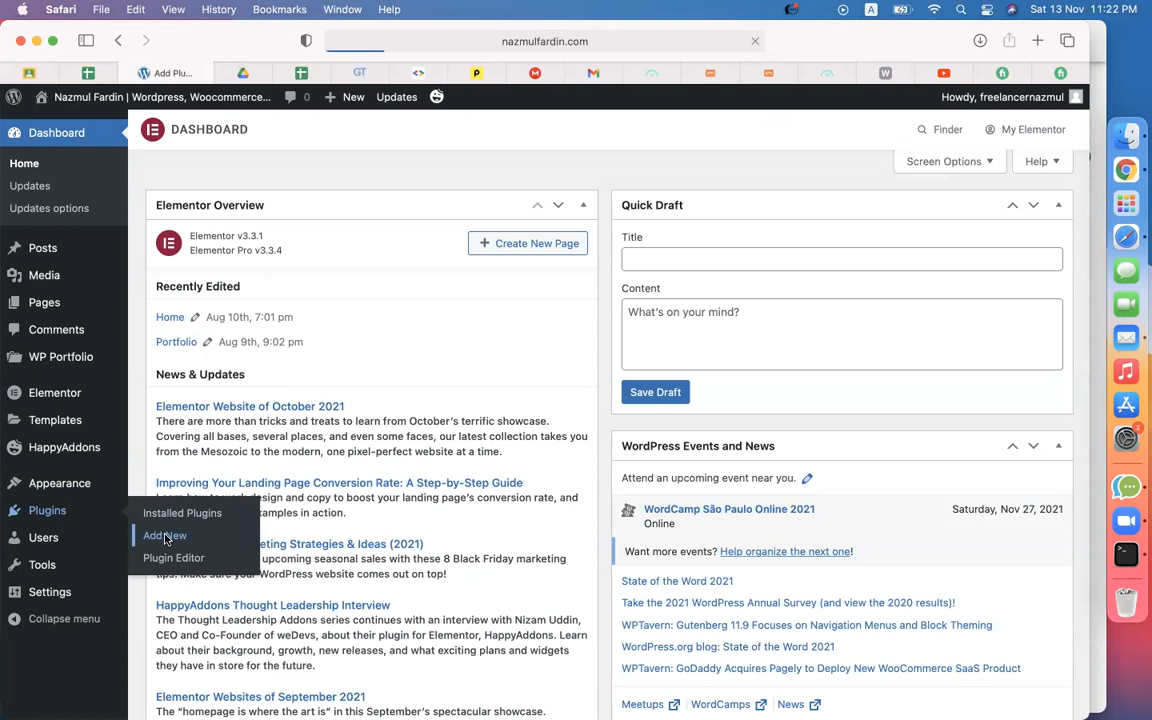 Safari File Edit View History Bookmarks Window Help
A
Sat 13 Nov 11:22 PM
nazmulfardin.com
Add Plu...
GT
Nazmul Fardin | Wordpress, Woocommerce...
0
New
Updates
Howdy, freelancernazmul
Dashboard
Home
Updates
Updates options
Posts
Media
Pages
Comments
WP Portfolio
Elementor
Templates
HappyAddons
Appearance
Plugins
Users
Tools
Settings
Collapse menu
Installed Plugins
Add New
Plugin Editor
DASHBOARD
Finder
My Elementor
Screen Options
Help
Elementor Overview
Elementor v3.3.1
Elementor Pro v3.3.4
Create New Page
Recently Edited
Home Aug 10th, 7:01 pm
Portfolio Aug 9th, 9:02 pm
News & Updates
Elementor Website of October 2021
There are more than tricks and treats to learn from October's terrific showcase.
Covering all bases, several places, and even some faces, our latest collection takes you
from the Mesozoic to the modern, one pixel-perfect website at a time.
Improving Your Landing Page Conversion Rate: A Step-by-Step Guide
design and copy to boost your landing page's conversion rate, and
examples in action.
eting Strategies & Ideas (2021)
upcoming seasonal sales with these 8 Black Friday marketing
tips. Make sure your WordPress website comes out on top!
HappyAddons Thought Leadership Interview
The Thought Leadership Addons series continues with an interview with Nizam Uddin,
CEO and Co-Founder of weDevs, about their plugin for Elementor, HappyAddons. Learn
about their background, growth, new releases, and what exciting plans and widgets
they have in store for the future.
Elementor Websites of September 2021
The "homepage is where the art is" in this September's spectacular showcase.
Quick Draft
Title
Content
What's on your mind?
Save Draft
WordPress Events and News
Attend an upcoming event near you.
WordCamp São Paulo Online 2021
Saturday, Nov 27, 2021
Online
Want more events? Help organize the next one!
State of the Word 2021
Take the 2021 WordPress Annual Survey (and view the 2020 results)!
WPTavern: Gutenberg 11.9 Focuses on Navigation Menus and Block Theming
WordPress.org blog: State of the Word 2021
WPTavern: GoDaddy Acquires Pagely to Deploy New WooCommerce SaaS Product
Meetups
WordCamps
News
2